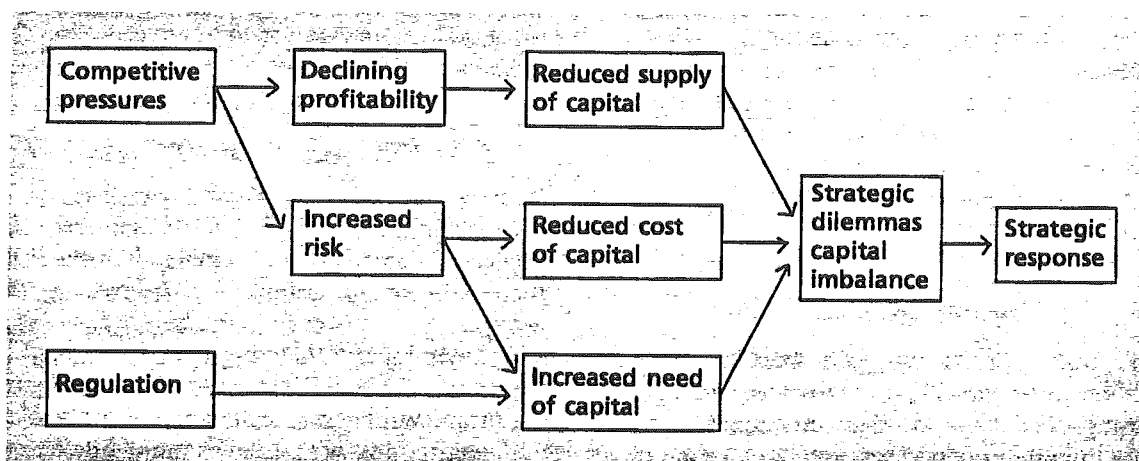 Competitive
pressures
Declining
profitability
Reduced supply
of capital
Increased
risk
Reduced cost
of capital
Strategic
dilemmas
capital
imbalance
Strategic
response
Regulation
Increased need
of capital